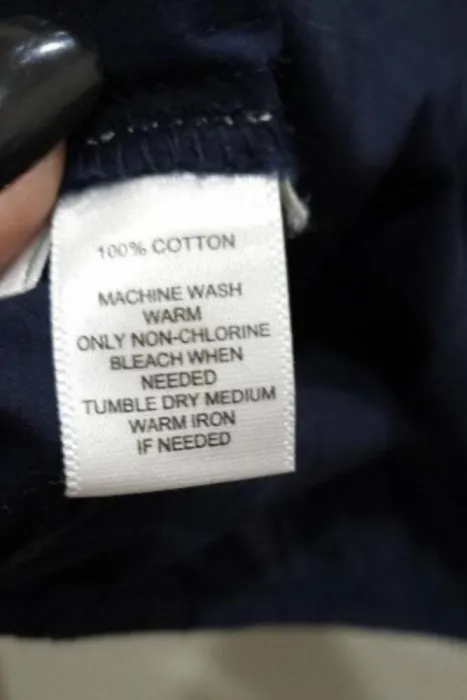 100% COTTON
MACHINE WASH
WARM
ONLY NON-CHLORINE
BLEACH WHEN
NEEDED
TUMBLE DRY MEDIUM
WARM IRON
IF NEEDED